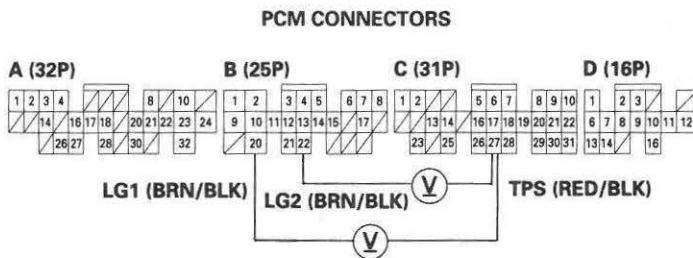 PCM CONNECTORS
A (32P) B (25P) C (31P) D (16P)
1 2 3 4 8 10 1 2 3 4 5 6 7 8 1 2 5 6 7 8 9 10 1 2 3
14 16 17 18 20 21 22 23 24 9 10 11 12 13 14 15 17 13 14 16 17 18 19 20 21 22 6 7 8 9 10 11 12
26 27 28 30 32 20 21 22 23 25 26 27 28 29 30 31 13 14 16
LG1 (BRN/BLK) LG2 (BRN/BLK) V TPS (RED/BLK)
V